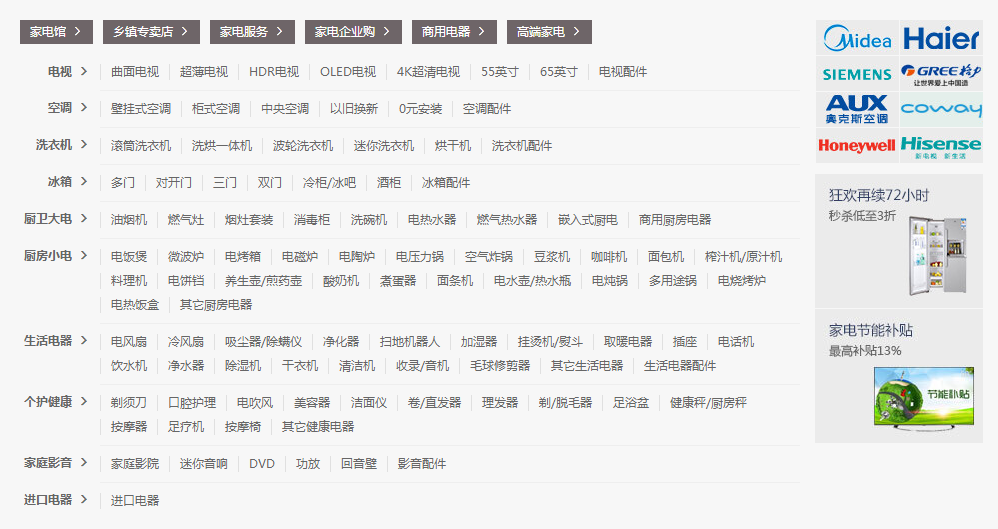 家电馆 乡镇专卖店 家电服务 家电企业购 商用电器 高端家电
电视 曲面电视 超薄电视 HDR电视 OLED电视 4K超清电视 55英寸 65英寸 电视配件
空调 壁挂式空调 柜式空调 中央空调 以旧换新 0元安装 空调配件
洗衣机 滚筒洗衣机 洗烘一体机 波轮洗衣机 迷你洗衣机 烘干机 洗衣机配件
冰箱 多门 对开门 三门 双门 冷柜/冰吧 酒柜 冰箱配件
厨卫大电 油烟机 燃气灶 烟灶套装 消毒柜 洗碗机 电热水器 燃气热水器 嵌入式厨电 商用厨房电器
厨房小电 电饭煲 微波炉 电烤箱 电磁炉 电陶炉 电压力锅 空气炸锅 豆浆机 咖啡机 面包机 榨汁机/原汁机
料理机 电饼铛 养生壶/煎药壶 酸奶机 煮蛋器 面条机 电水壶/热水瓶 电炖锅 多用途锅 电烧烤炉
电热饭盒 其它厨房电器
生活电器 电风扇 冷风扇 吸尘器/除螨仪 净化器 扫地机器人 加湿器 挂烫机/熨斗 取暖电器 插座 电话机
饮水机 净水器 除湿机 干衣机 清洁机 收录/音机 毛球修剪器 其它生活电器 生活电器配件
个护健康 剃须刀 口腔护理 电吹风 美容器 洁面仪 卷/直发器 理发器 剃/脱毛器 足浴盆 健康秤/厨房秤
按摩器 足疗机 按摩椅 其它健康电器
家庭影音 家庭影院 迷你音响 DVD 功放 回音壁 影音配件
进口电器 进口电器
Midea Haier
SIEMENS GREE格力
让世界爱上中国造
AUX coway
奥克斯空调
Honeywell Hisense
新电视 新生活
狂欢再续72小时
秒杀低至3折
家电节能补贴
最高补贴13%
节能补贴